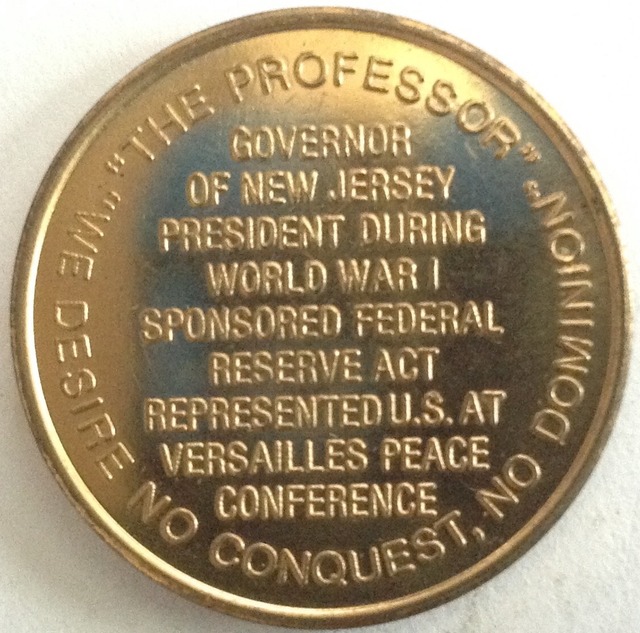 "THE PROFESSOR"
GOVERNOR
OF NEW JERSEY
PRESIDENT DURING
WORLD WAR I
SPONSORED FEDERAL
RESERVE ACT
REPRESENTED U.S. AT
VERSAILLES PEACE
CONFERENCE
"WE DESIRE NO CONQUEST, NO DOMINION."